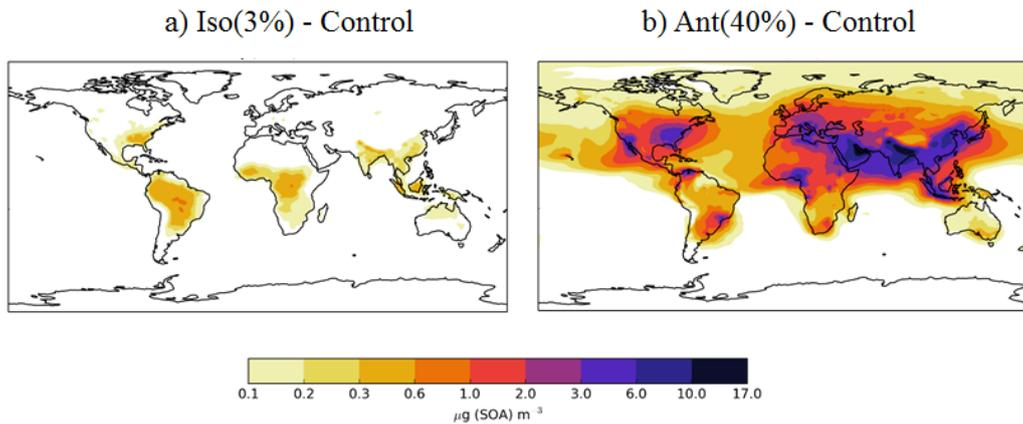 a) Iso(3%) - Control
b) Ant(40%) - Control
0.1 0.2 0.3 0.6 1.0 2.0 3.0 6.0 10.0 17.0
μg (SOA) m⁻³